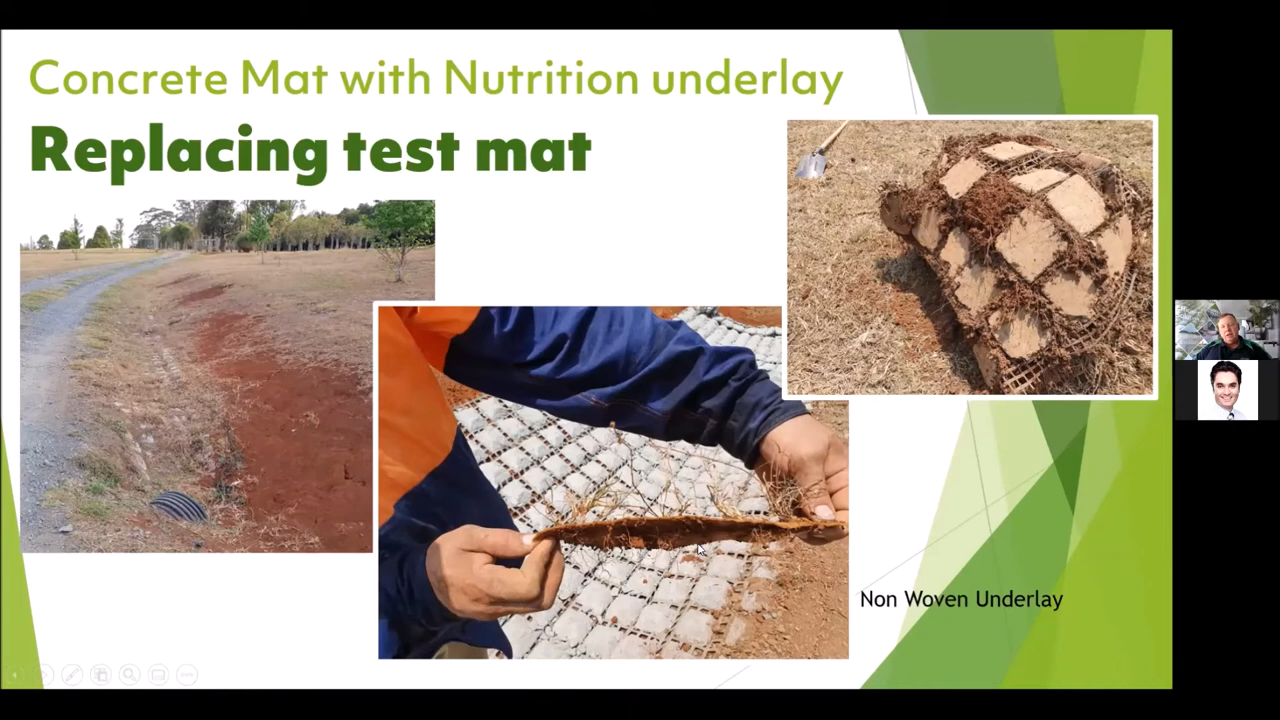 Concrete Mat with Nutrition underlay
Replacing test mat
Non Woven Underlay